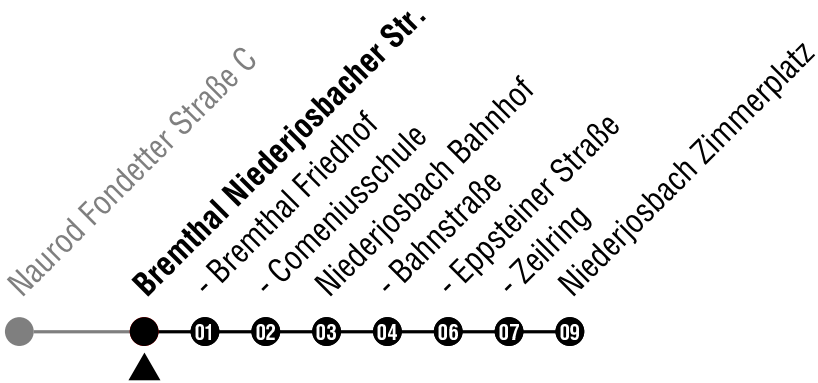 Naurod Fondetter Straße C
Bremthal Niederjosbacher Str.
- Bremthal Friedhof
- Comeniusschule
Niederjosbach Bahnhof
- Bahnstraße
- Eppsteiner Straße
- Zeilring
Niederjosbach Zimmerplatz
01 02 03 04 06 07 09